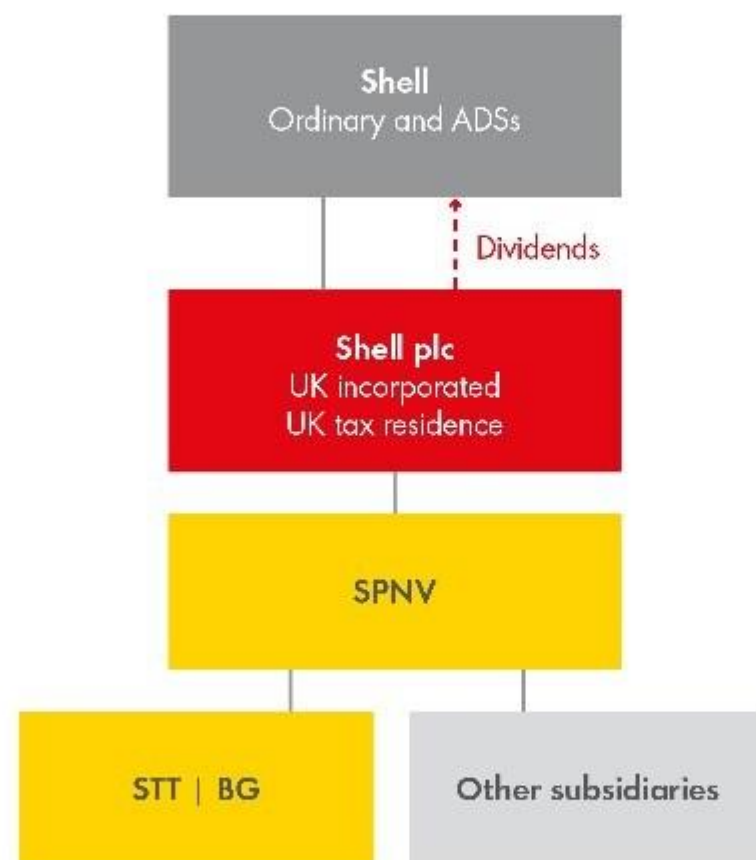 Shell
Ordinary and ADSs
Dividends
Shell plc
UK incorporated
UK tax residence
SPNV
STT | BG
Other subsidiaries